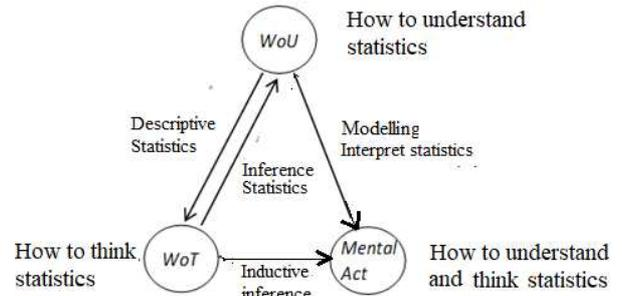 WoU
How to understand
statistics
Descriptive
Statistics
Modelling
Interpret statistics
Inference
Statistics
How to think
statistics
WoT
Inductive
inference
Mental
Act
How to understand
and think statistics